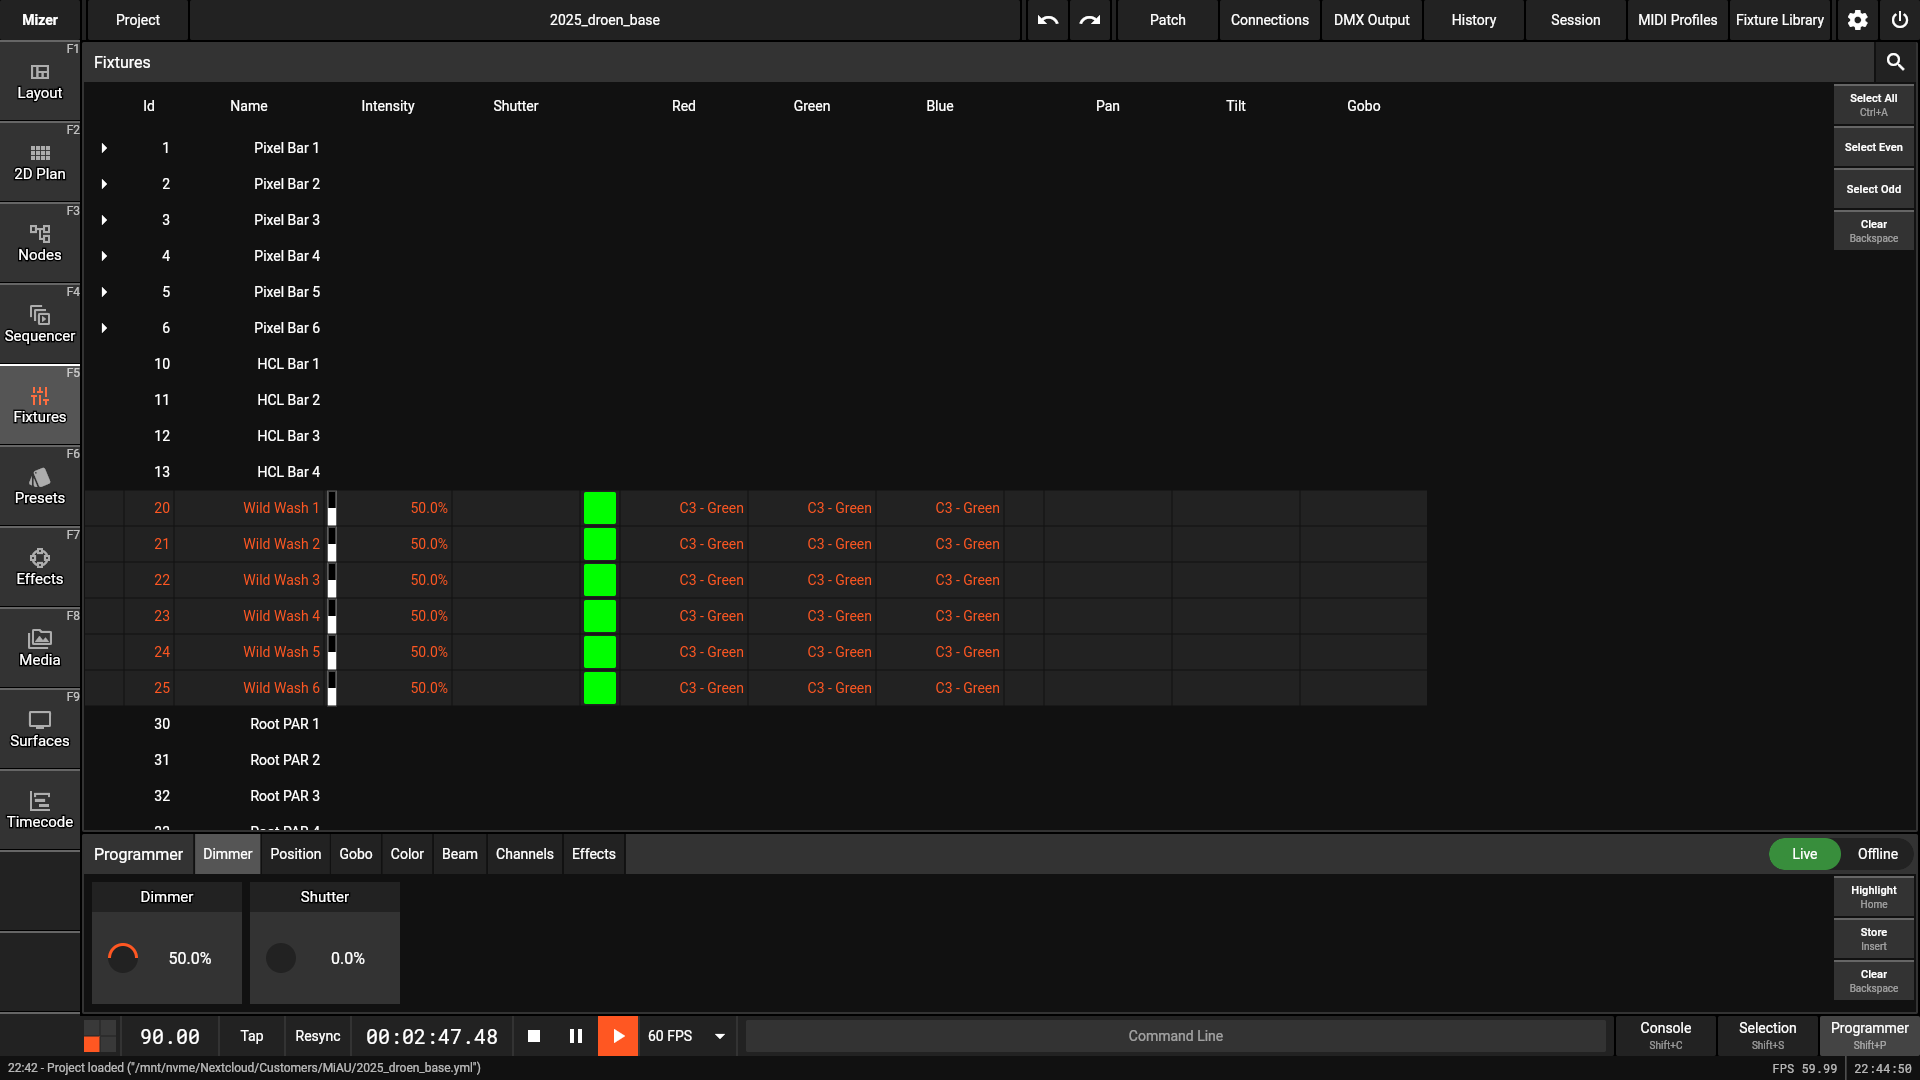 Mizer Project 2025_droen_base Patch Connections DMX Output History Session MIDI Profiles Fixture Library
F1
Layout
F2
2D Plan
F3
Nodes
F4
Sequencer
F5
Fixtures
F6
Presets
F7
Effects
F8
Media
F9
Surfaces
Timecode
Fixtures
Id Name Intensity Shutter Red Green Blue Pan Tilt Gobo
1 Pixel Bar 1
2 Pixel Bar 2
3 Pixel Bar 3
4 Pixel Bar 4
5 Pixel Bar 5
6 Pixel Bar 6
10 HCL Bar 1
11 HCL Bar 2
12 HCL Bar 3
13 HCL Bar 4
20 Wild Wash 1 50.0% C3 - Green C3 - Green C3 - Green
21 Wild Wash 2 50.0% C3 - Green C3 - Green C3 - Green
22 Wild Wash 3 50.0% C3 - Green C3 - Green C3 - Green
23 Wild Wash 4 50.0% C3 - Green C3 - Green C3 - Green
24 Wild Wash 5 50.0% C3 - Green C3 - Green C3 - Green
25 Wild Wash 6 50.0% C3 - Green C3 - Green C3 - Green
30 Root PAR 1
31 Root PAR 2
32 Root PAR 3
33 Root PAR 4
Select All
Ctrl+A
Select Even
Select Odd
Clear
Backspace
Programmer Dimmer Position Gobo Color Beam Channels Effects Live Offline
Dimmer Shutter
50.0% 0.0%
Highlight
Home
Store
Insert
Clear
Backspace
90.00 Tap Resync 00:02:47.48 60 FPS Command Line
Console
Shift+C
Selection
Shift+S
Programmer
Shift+P
22:42 - Project loaded ("/mnt/nvme/Nextcloud/Customers/MiAU/2025_droen_base.yml") FPS 59.99 22:44:50